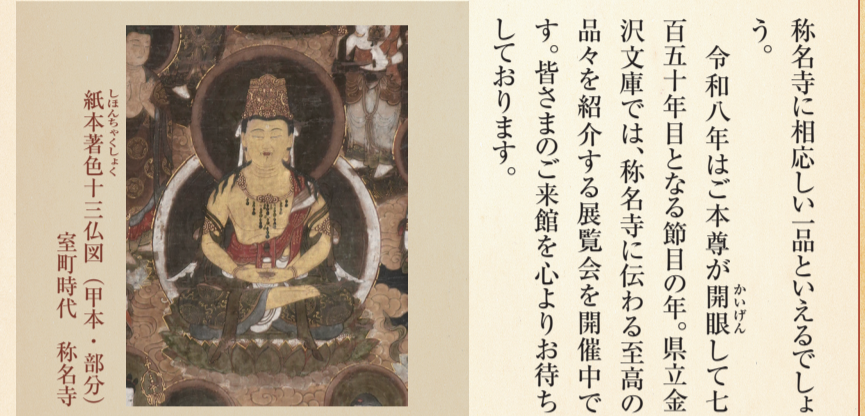 称名寺に相応しい一品といえるでしょ
う。
令和八年はご本尊が開眼して七
かいげん
百五十年目となる節目の年。県立金
沢文庫では、称名寺に伝わる至高の
品々を紹介する展覧会を開催中で
す。皆さまのご来館を心よりお待ち
しております。
しほんちゃくしょく
紙本著色十三仏図（甲本・部分）
室町時代　称名寺